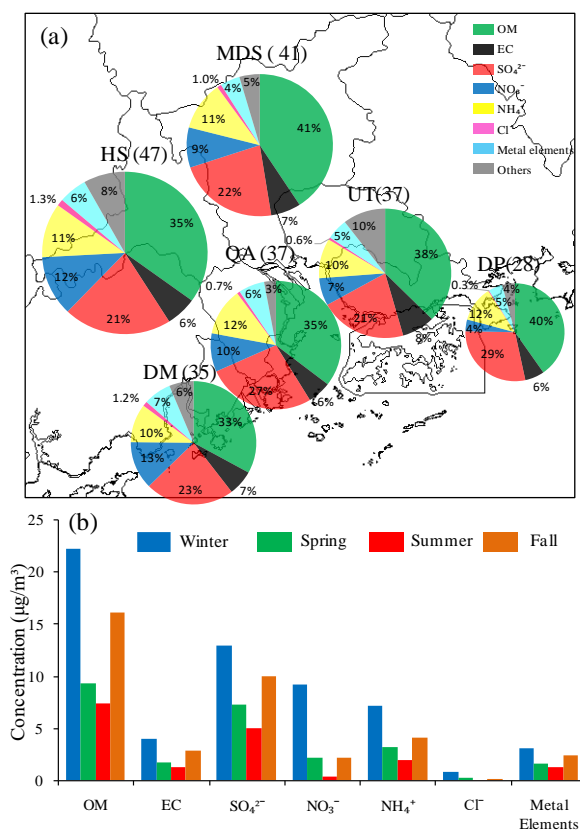 (a)
MDS ( 41)
OM
EC
SO₄²⁻
NO₃⁻
NH₄⁺
Cl⁻
Metal elements
Others
41%
7%
22%
9%
11%
1.0%
4%
5%
HS (47)
35%
6%
21%
12%
11%
1.3%
6%
8%
UT(37)
38%
8%
21%
7%
10%
0.6%
5%
10%
QA (37)
35%
6%
27%
10%
12%
0.7%
6%
3%
DP(28)
40%
6%
29%
4%
12%
0.3%
5%
4%
DM (35)
33%
7%
23%
13%
10%
1.2%
7%
6%
(b)
Winter Spring Summer Fall
Concentration (µg/m³)
25
20
15
10
5
0
OM EC SO₄²⁻ NO₃⁻ NH₄⁺ Cl⁻ Metal
Elements